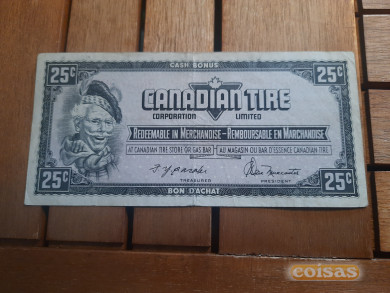 CASH BONUS
25¢ 25¢
CANADIAN TIRE
CORPORATION LIMITED
REDEEMABLE IN MERCHANDISE – REMBOURSABLE EN MARCHANDISE
AT CANADIAN TIRE STORE OR GAS BAR AU MAGASIN OU BAR D'ESSENCE CANADIAN TIRE
TREASURER PRESIDENT
25¢ 25¢
BON D'ACHAT
coisas